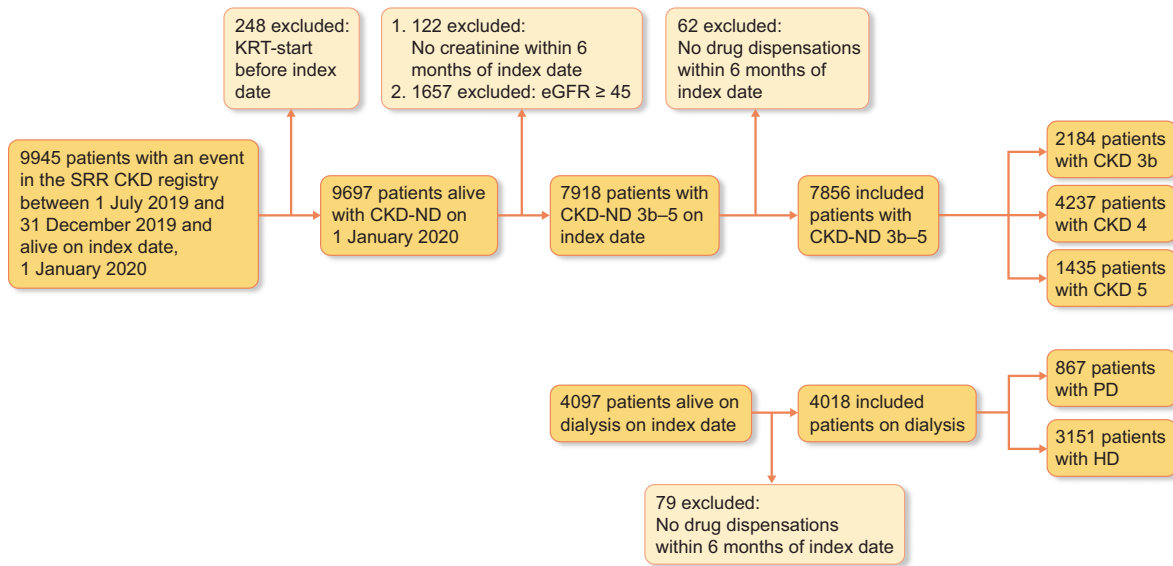 248 excluded:
KRT-start
before index
date
1. 122 excluded:
No creatinine within 6
months of index date
2. 1657 excluded: eGFR ≥ 45
62 excluded:
No drug dispensations
within 6 months of
index date
9945 patients with an event
in the SRR CKD registry
between 1 July 2019 and
31 December 2019 and
alive on index date,
1 January 2020
9697 patients alive
with CKD-ND on
1 January 2020
7918 patients with
CKD-ND 3b–5 on
index date
7856 included
patients with
CKD-ND 3b–5
2184 patients
with CKD 3b
4237 patients
with CKD 4
1435 patients
with CKD 5
4097 patients alive on
dialysis on index date
4018 included
patients on dialysis
867 patients
with PD
3151 patients
with HD
79 excluded:
No drug dispensations
within 6 months of index date